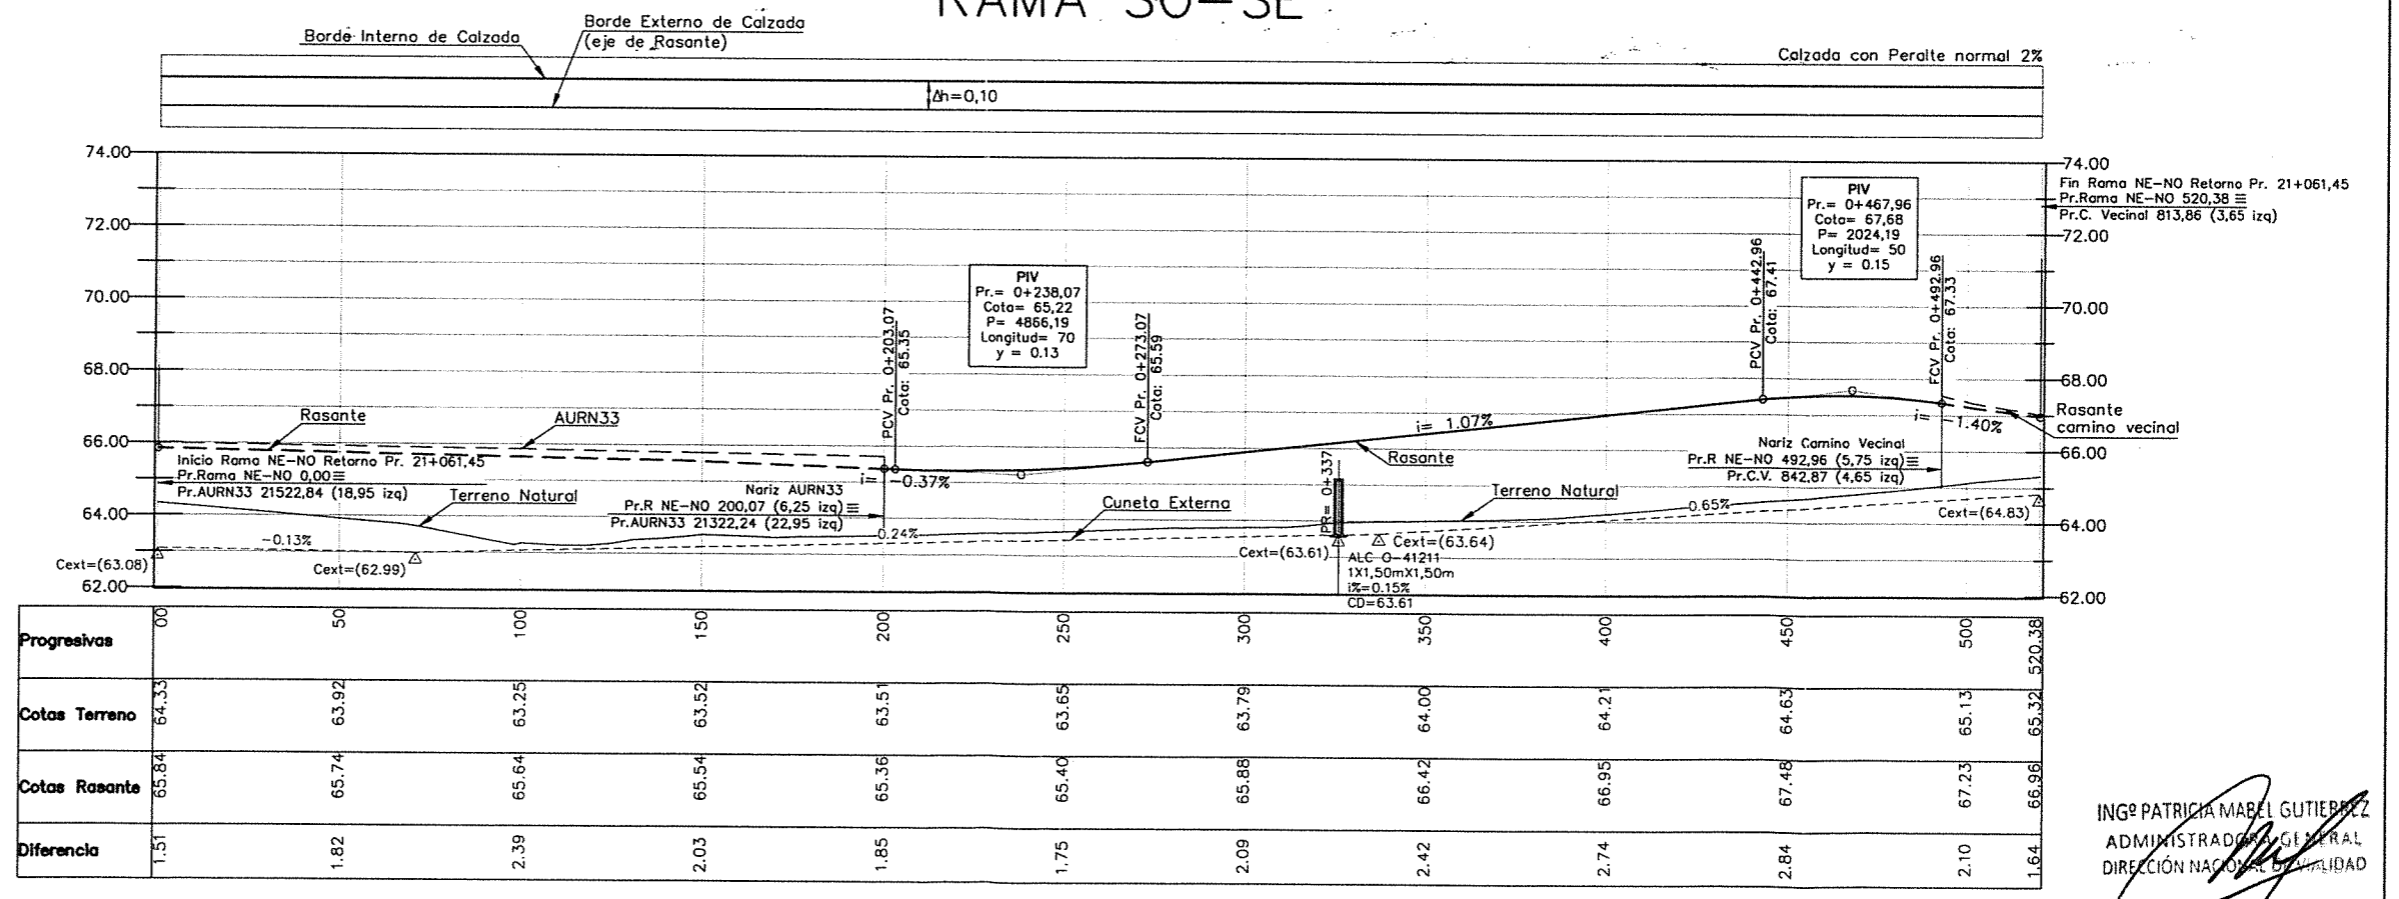 RAMA SO-SE
Borde Interno de Calzada
Borde Externo de Calzada
(eje de Rasante)
Calzada con Peralte normal 2%
Δh=0,10
74.00
72.00
70.00
68.00
66.00
64.00
62.00
74.00
72.00
70.00
68.00
66.00
64.00
62.00
Fin Rama NE-NO Retorno Pr. 21+061,45
Pr.Rama NE-NO 520,38 ≡
Pr.C. Vecinal 813,86 (3,65 izq)
PIV
Pr.= 0+238,07
Cota= 65,22
P= 4866,19
Longitud= 70
y = 0.13
PIV
Pr.= 0+467,96
Cota= 67,68
P= 2024,19
Longitud= 50
y = 0.15
PCV Pr. 0+203.07
Cota: 65.35
FCV Pr. 0+273.07
Cota: 65.59
PCV Pr. 0+442.96
Cota: 67.41
FCV Pr. 0+492.96
Cota: 67.33
Rasante
AURN33
Inicio Rama NE-NO Retorno Pr. 21+061,45
Pr.Rama NE-NO 0,00≡
Pr.AURN33 21522,84 (18,95 izq)
Terreno Natural
i= -0.37%
Nariz AURN33
Pr.R NE-NO 200,07 (6,25 izq)≡
Pr.AURN33 21322,24 (22,95 izq)
i= 1.07%
Rasante
Cuneta Externa
Terreno Natural
i= -1.40%
Rasante
camino vecinal
Nariz Camino Vecinal
Pr.R NE-NO 492,96 (5,75 izq)≡
Pr.C.V. 842,87 (4,65 izq)
-0.13%
0.24%
0.65%
Cext=(63.08)
Cext=(62.99)
Cext=(63.61)
Cext=(63.64)
Cext=(64.83)
PR= 0+337
ALC O-41211
1X1,50mX1,50m
i%=0.15%
CD=63.61
Progresivas 00 50 100 150 200 250 300 350 400 450 500 520.38
Cotas Terreno 64.33 63.92 63.25 63.52 63.51 63.65 63.79 64.00 64.21 64.63 65.13 65.32
Cotas Rasante 65.84 65.74 65.64 65.54 65.36 65.40 65.88 66.42 66.95 67.48 67.23 66.96
Diferencia 1.51 1.82 2.39 2.03 1.85 1.75 2.09 2.42 2.74 2.84 2.10 1.64
INGº PATRICIA MABEL GUTIERREZ
ADMINISTRADORA GENERAL
DIRECCIÓN NACIONAL DE VIALIDAD